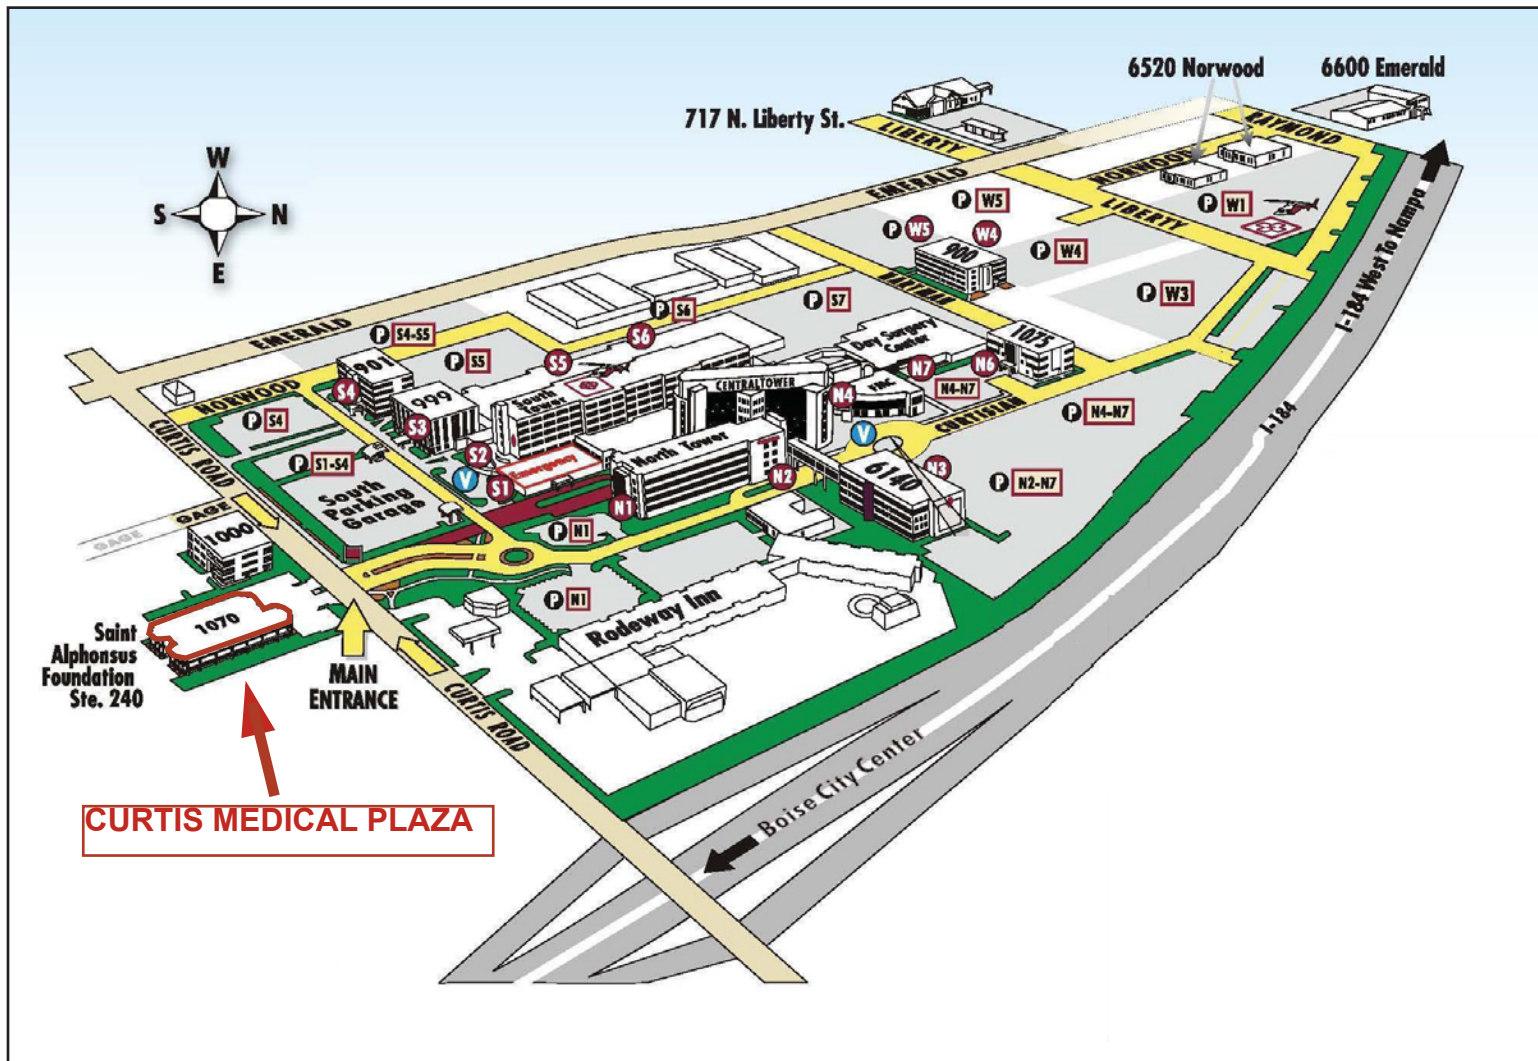 6520 Norwood
6600 Emerald
717 N. Liberty St.
LIBERTY
RAYMOND
NORWOOD
EMERALD
LIBERTY
W
S
N
E
P W5
P W1
P W5
W4
900
P W4
P W3
I-184 West To Nampa
I-184
P S7
P S6
S6
EMERALD
P S4-S5
P S5
S5
901
S4
999
S3
South
Tower
CENTRAL TOWER
Day Surgery
Center
1075
N7
N6
N4
N4-N7
CURTISIAN
P N4-N7
NORWOOD
P S4
P S1-S4
South
Parking
Garage
S2
V
S1
Emergency
North Tower
N1
N2
V
6140
N3
P N2-N7
CURTIS ROAD
GAGE
GAGE
1000
P N1
P N1
Rodeway Inn
1070
Saint
Alphonsus
Foundation
Ste. 240
MAIN
ENTRANCE
CURTIS ROAD
Boise City Center
CURTIS MEDICAL PLAZA